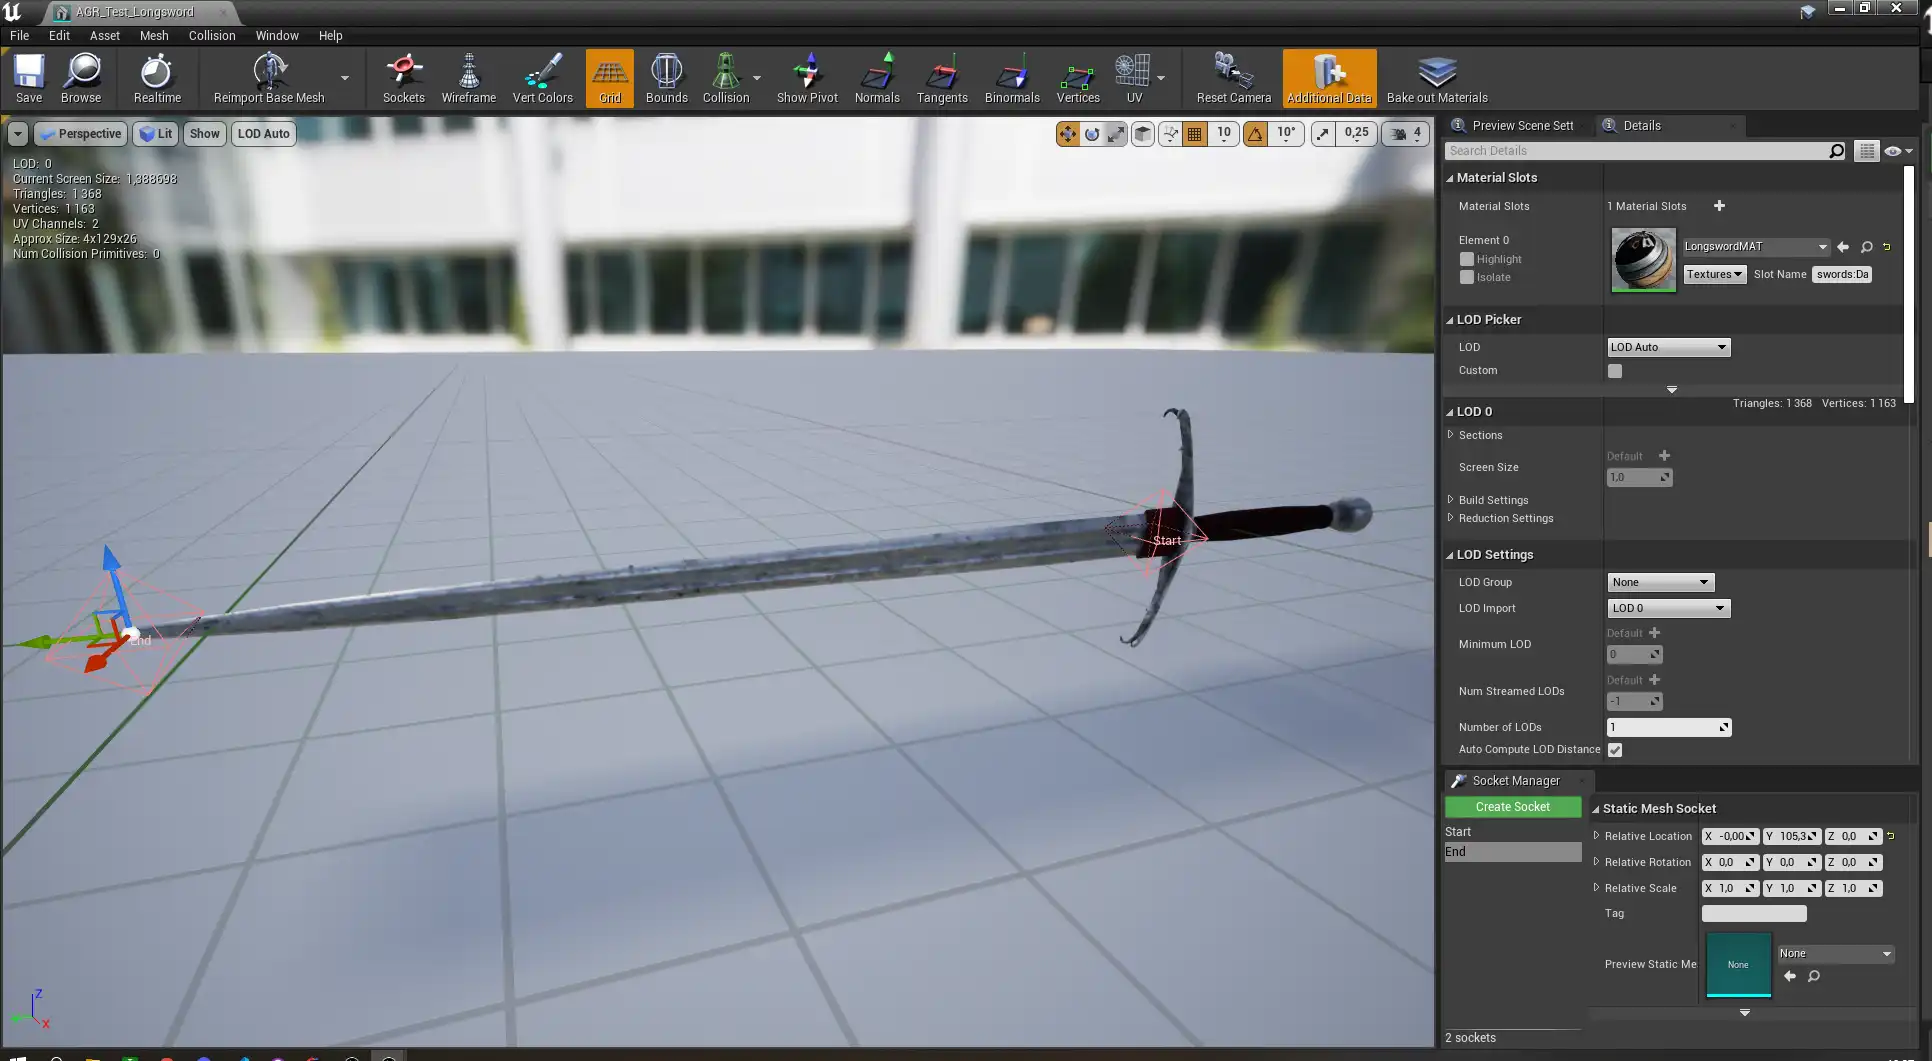 AGR_Test_Longsword
File Edit Asset Mesh Collision Window Help
Save Browse Realtime Reimport Base Mesh Sockets Wireframe Vert Colors Grid Bounds Collision Show Pivot Normals Tangents Binormals Vertices UV Reset Camera Additional Data Bake out Materials
Perspective Lit Show LOD Auto
10 10° 0,25 4
LOD: 0
Current Screen Size: 1,388698
Triangles: 1 368
Vertices: 1 163
UV Channels: 2
Approx Size: 4x129x26
Num Collision Primitives: 0
Start
End
Z
X
Preview Scene Sett Details
Search Details
Material Slots
Material Slots 1 Material Slots
Element 0
Highlight
Isolate
LongswordMAT
Textures Slot Name swords:Da
LOD Picker
LOD LOD Auto
Custom
Triangles: 1 368 Vertices: 1 163
LOD 0
Sections
Screen Size Default
1,0
Build Settings
Reduction Settings
LOD Settings
LOD Group None
LOD Import LOD 0
Minimum LOD Default
0
Num Streamed LODs Default
-1
Number of LODs 1
Auto Compute LOD Distance
Socket Manager
Create Socket
Start
End
2 sockets
Static Mesh Socket
Relative Location X -0,00 Y 105,3 Z 0,0
Relative Rotation X 0,0 Y 0,0 Z 0,0
Relative Scale X 1,0 Y 1,0 Z 1,0
Tag
Preview Static Me None None